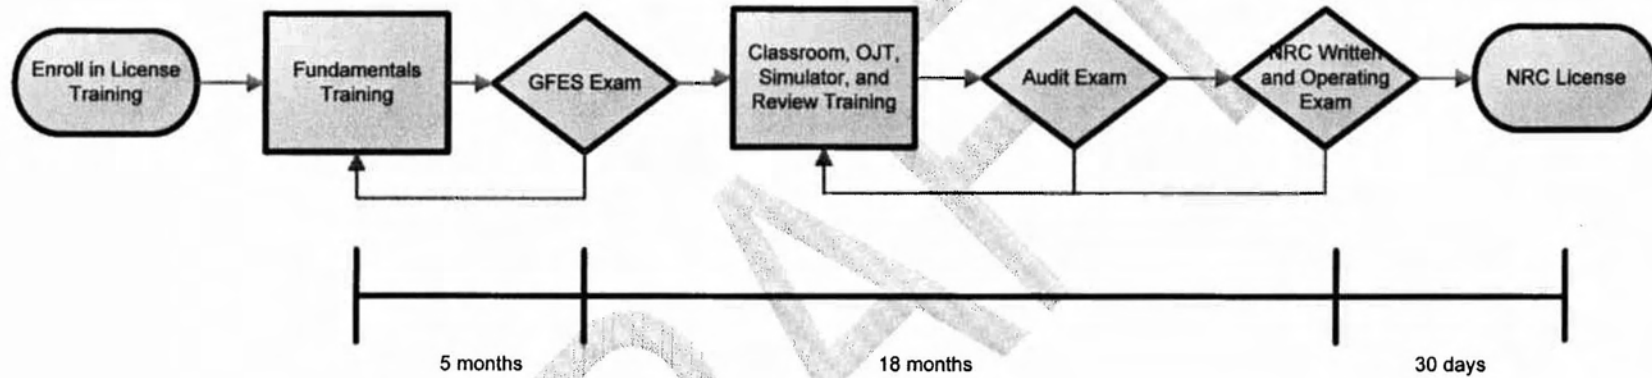 Enroll in License
Training
Fundamentals
Training
GFES Exam
Classroom, OJT,
Simulator, and
Review Training
Audit Exam
NRC Written
and Operating
Exam
NRC License
5 months
18 months
30 days